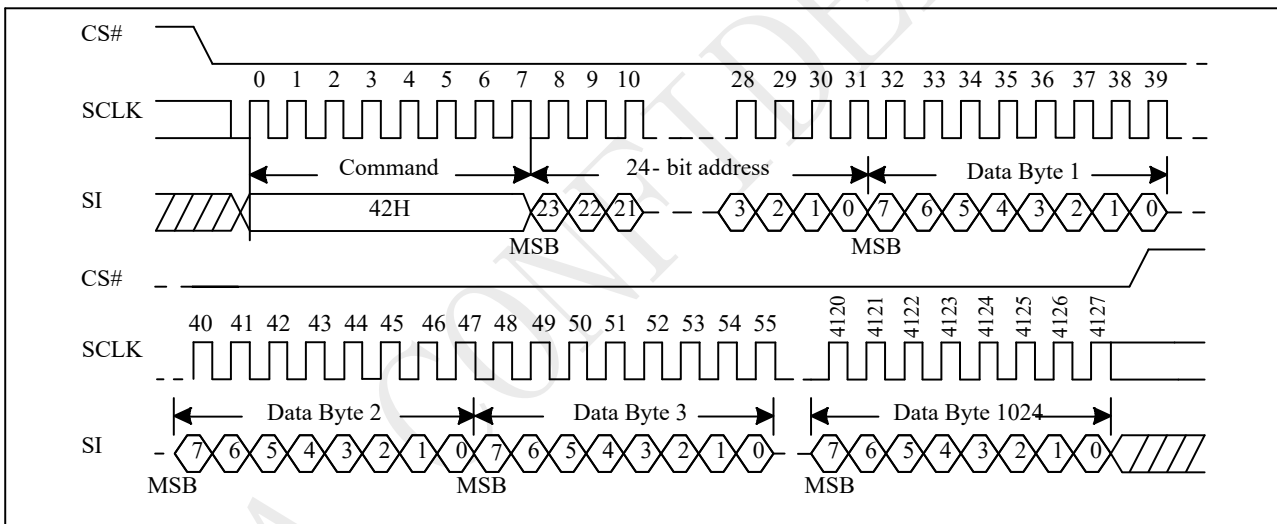 CS#
0 1 2 3 4 5 6 7 8 9 10 28 29 30 31 32 33 34 35 36 37 38 39
SCLK
Command 24- bit address Data Byte 1
SI 42H 23 22 21 3 2 1 0 7 6 5 4 3 2 1 0
MSB MSB
CS#
40 41 42 43 44 45 46 47 48 49 50 51 52 53 54 55 4120 4121 4122 4123 4124 4125 4126 4127
SCLK
Data Byte 2 Data Byte 3 Data Byte 1024
SI 7 6 5 4 3 2 1 0 7 6 5 4 3 2 1 0 7 6 5 4 3 2 1 0
MSB MSB MSB